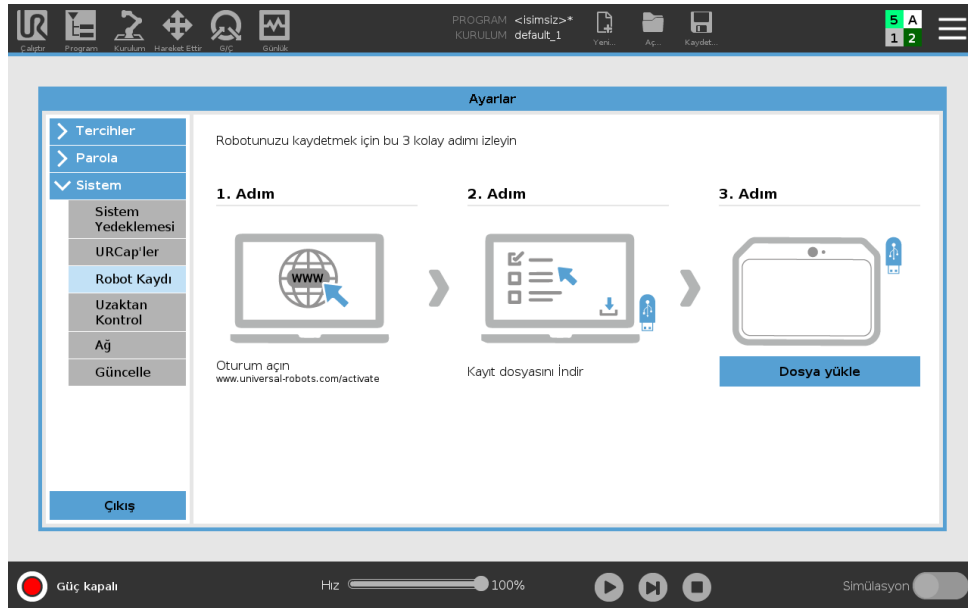 UR
PROGRAM <isimsiz>*
KURULUM default_1
Çalıştır
Program
Kurulum
Hareket Ettir
G/Ç
Günlük
Yeni...
Aç...
Kaydet...
5 A
1 2
Ayarlar
Tercihler
Parola
Sistem
Sistem
Yedeklemesi
URCap'ler
Robot Kaydı
Uzaktan
Kontrol
Ağ
Güncelle
Çıkış
Robotunuzu kaydetmek için bu 3 kolay adımı izleyin
1. Adım
2. Adım
3. Adım
www
Oturum açın
www.universal-robots.com/activate
Kayıt dosyasını İndir
Dosya yükle
Güç kapalı
Hız
100%
Simülasyon